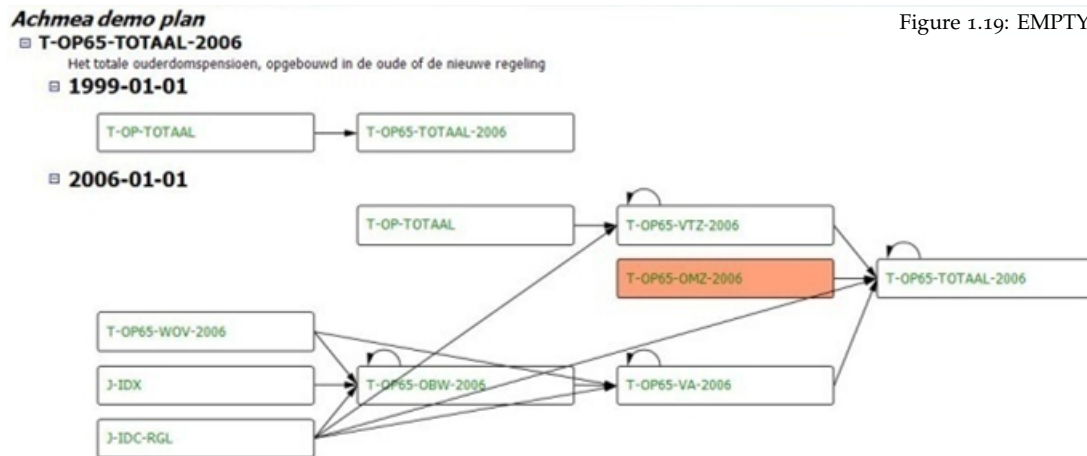 Achmea demo plan
Figure 1.19: EMPTY
T-OP65-TOTAAL-2006
Het totale ouderdomspensioen, opgebouwd in de oude of de nieuwe regeling
1999-01-01
T-OP-TOTAAL
T-OP65-TOTAAL-2006
2006-01-01
T-OP-TOTAAL
T-OP65-VTZ-2006
T-OP65-OMZ-2006
T-OP65-TOTAAL-2006
T-OP65-WOV-2006
J-IDX
T-OP65-OBW-2006
T-OP65-VA-2006
J-IDC-RGL